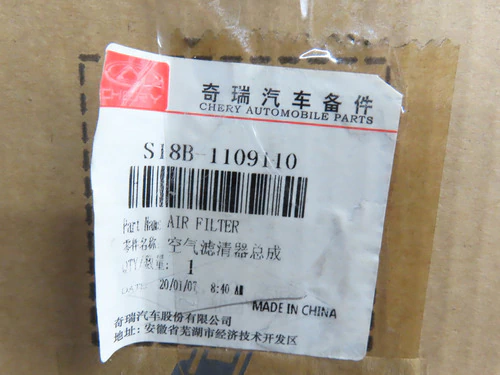 CHERY
奇瑞汽车备件
CHERY AUTOMOBILE PARTS
S18B-1109110
Part Name: AIR FILTER
零件名称: 空气滤清器总成
QTY/数量: 1
20/01/07 8:40 AM
MADE IN CHINA
奇瑞汽车股份有限公司
地址: 安徽省芜湖市经济技术开发区